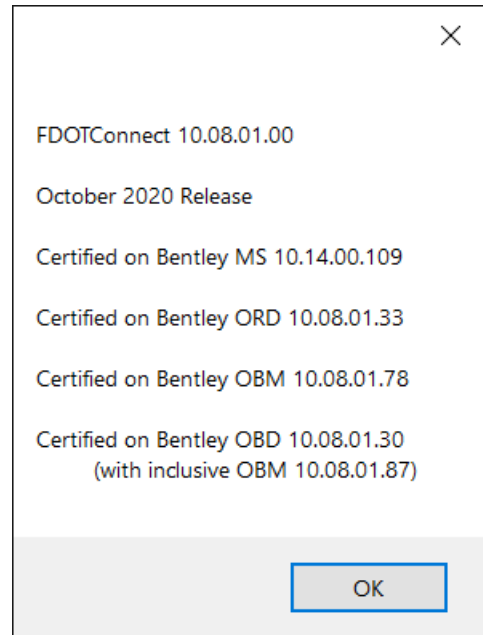 FDOTConnect 10.08.01.00
October 2020 Release
Certified on Bentley MS 10.14.00.109
Certified on Bentley ORD 10.08.01.33
Certified on Bentley OBM 10.08.01.78
Certified on Bentley OBD 10.08.01.30
(with inclusive OBM 10.08.01.87)
OK